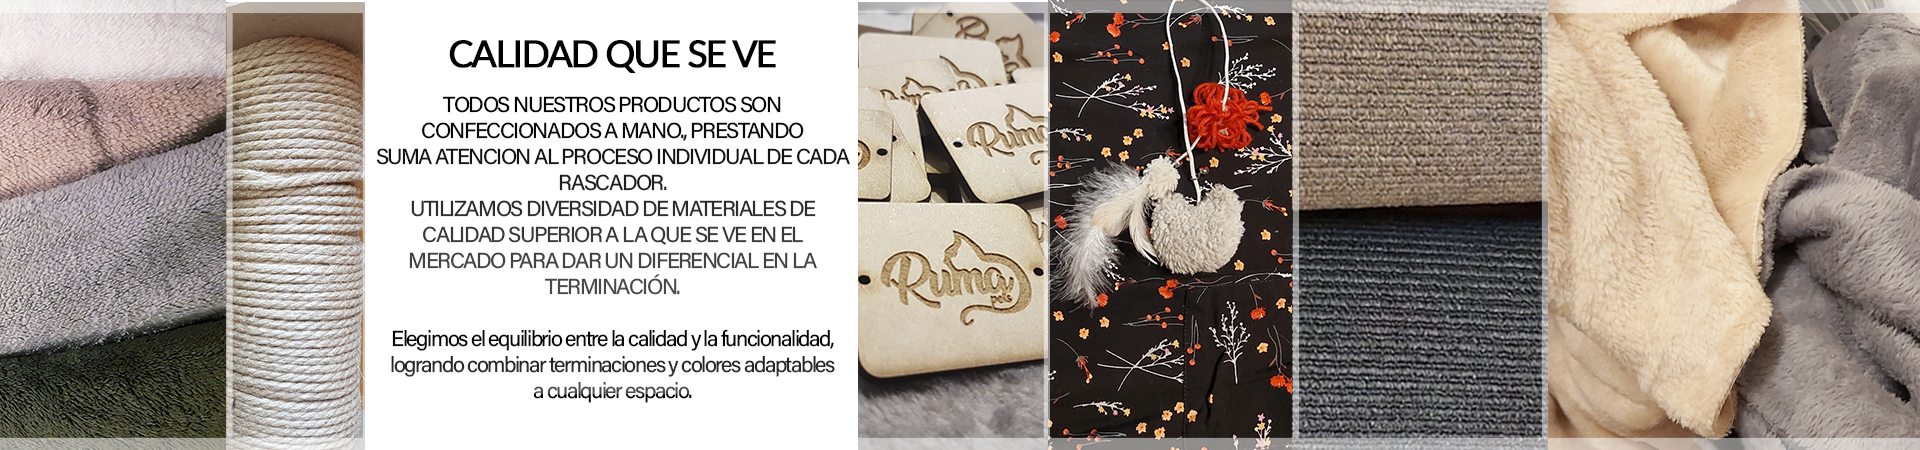 CALIDAD QUE SE VE
TODOS NUESTROS PRODUCTOS SON
CONFECCIONADOS A MANO, PRESTANDO
SUMA ATENCION AL PROCESO INDIVIDUAL DE CADA
RASCADOR.
UTILIZAMOS DIVERSIDAD DE MATERIALES DE
CALIDAD SUPERIOR A LA QUE SE VE EN EL
MERCADO PARA DAR UN DIFERENCIAL EN LA
TERMINACIÓN.
Elegimos el equilibrio entre la calidad y la funcionalidad,
logrando combinar terminaciones y colores adaptables
a cualquier espacio.
Ruma
Ruma
pets